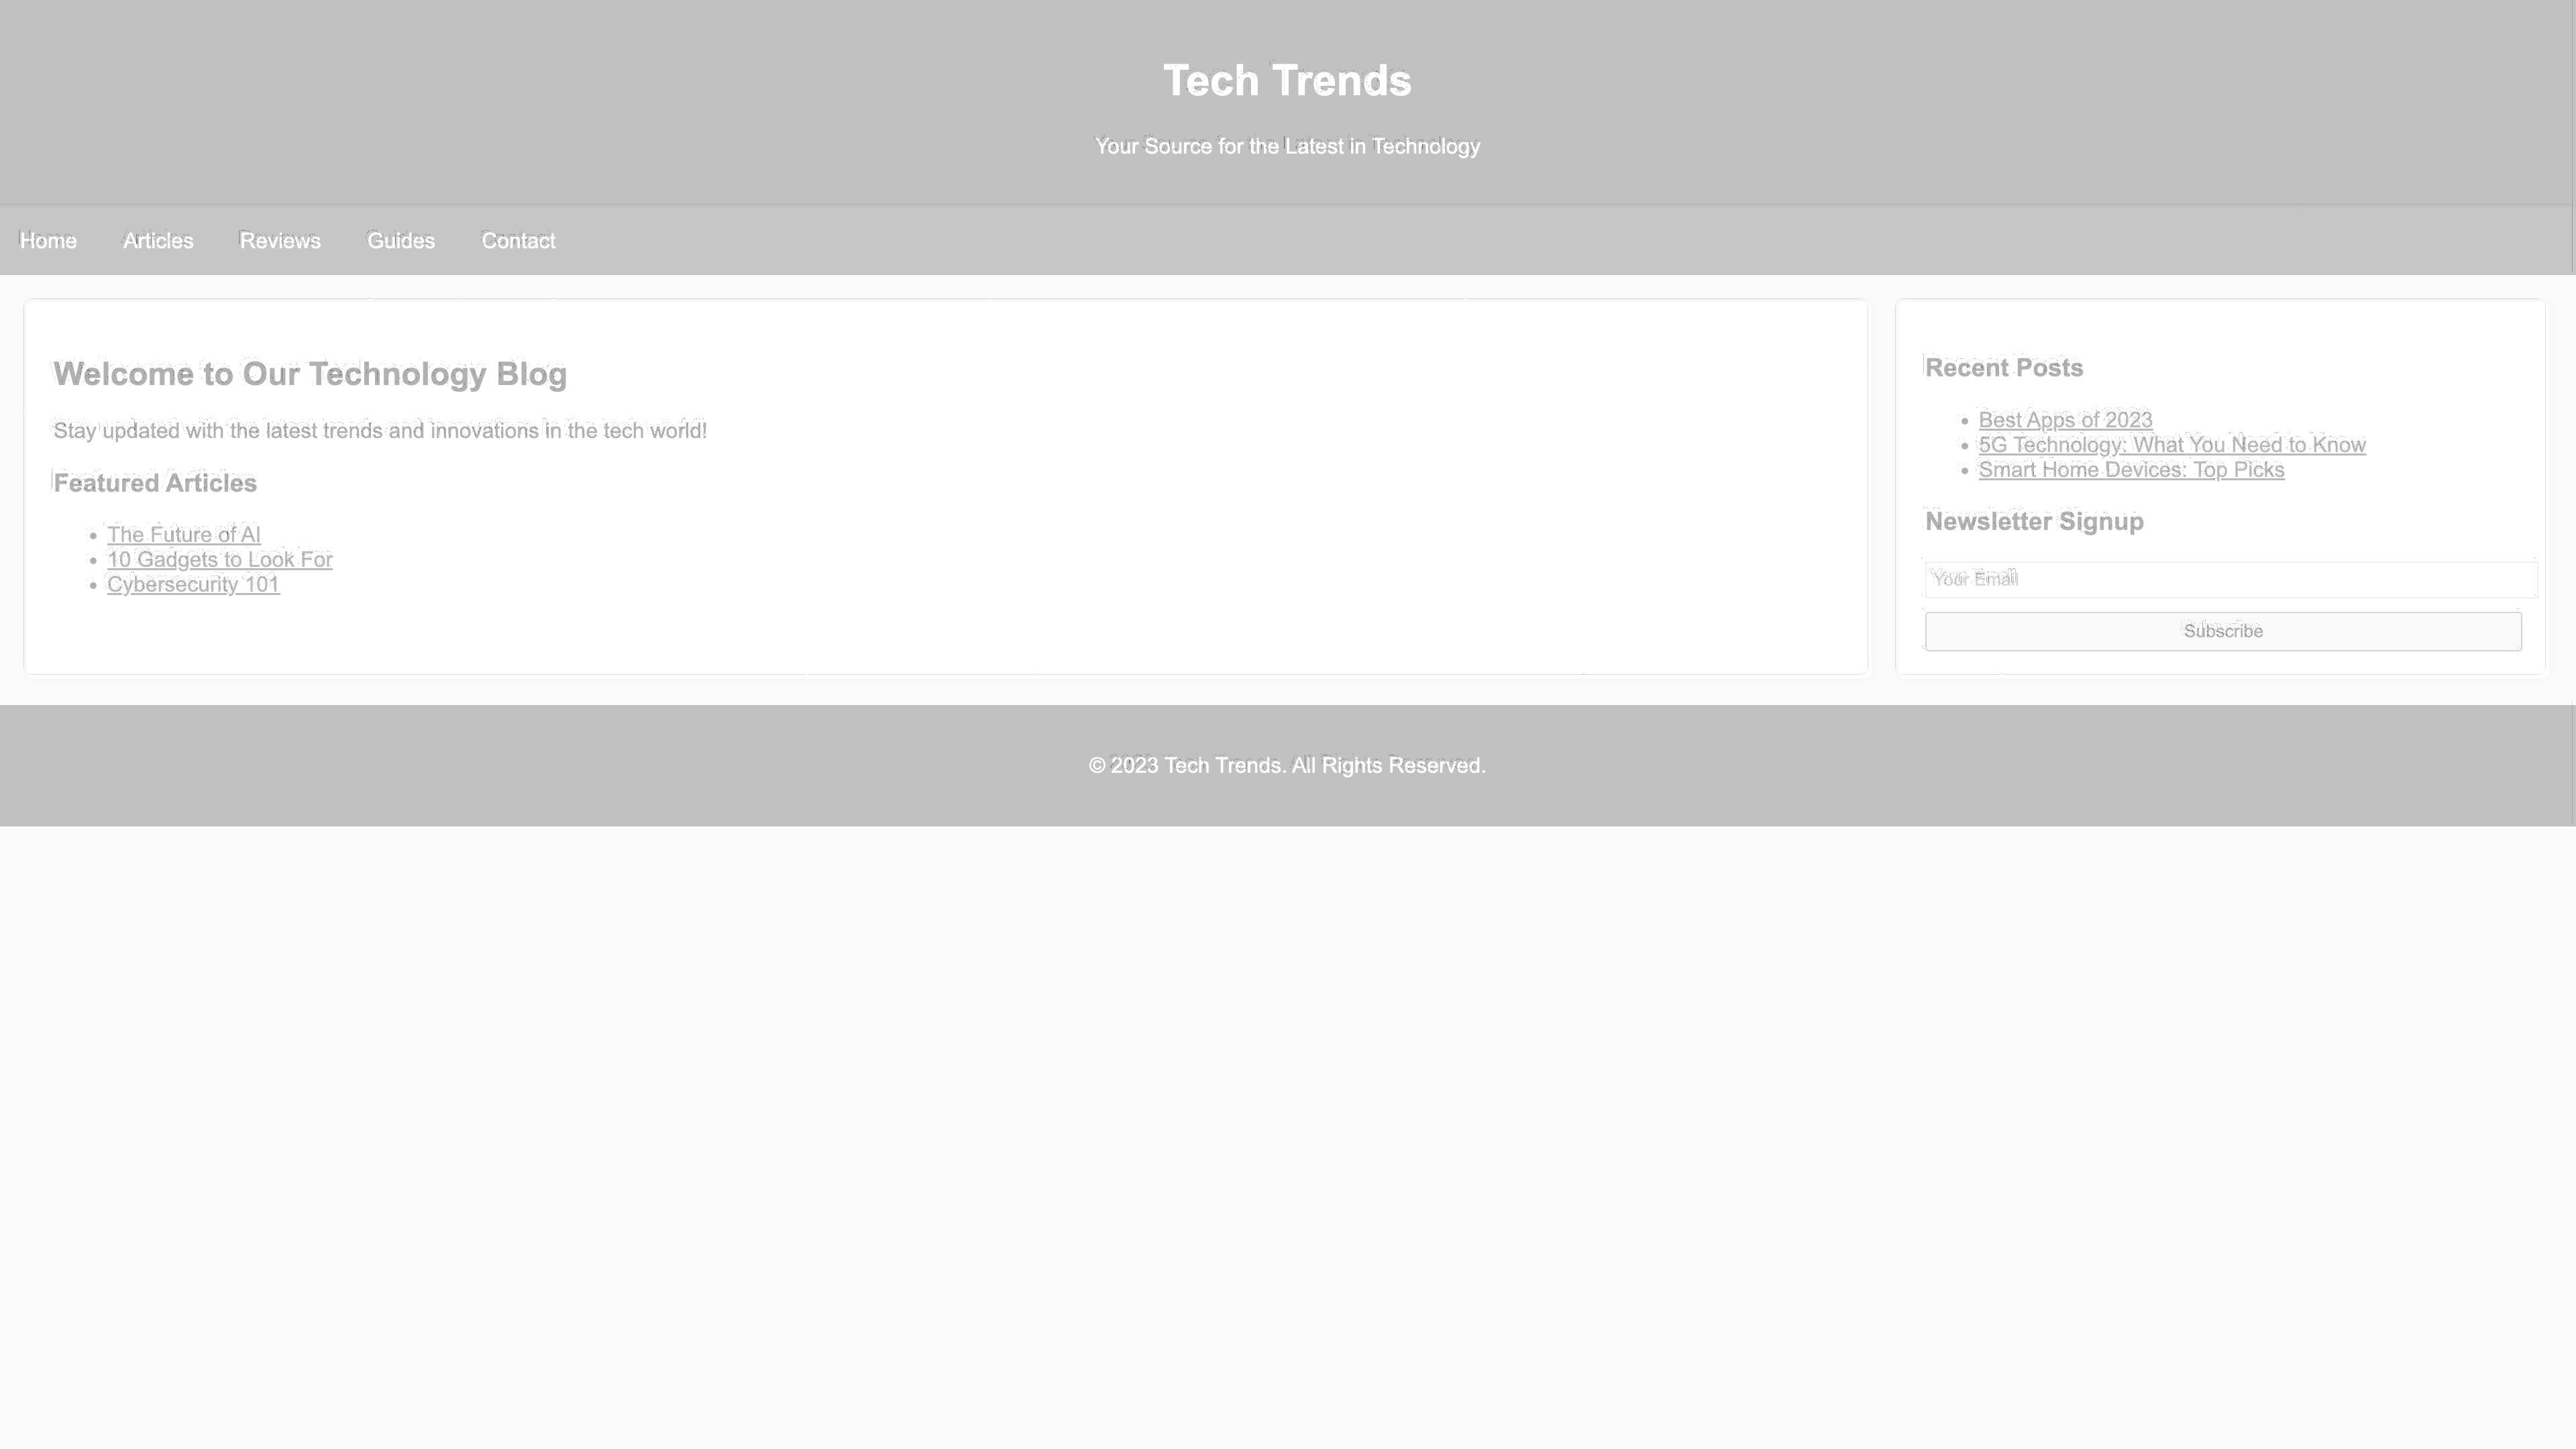 Tech Trends
Your Source for the Latest in Technology
Home Articles Reviews Guides Contact
Welcome to Our Technology Blog
Stay updated with the latest trends and innovations in the tech world!
Featured Articles
The Future of AI
10 Gadgets to Look For
Cybersecurity 101
Recent Posts
Best Apps of 2023
5G Technology: What You Need to Know
Smart Home Devices: Top Picks
Newsletter Signup
Your Email
Subscribe
© 2023 Tech Trends. All Rights Reserved.